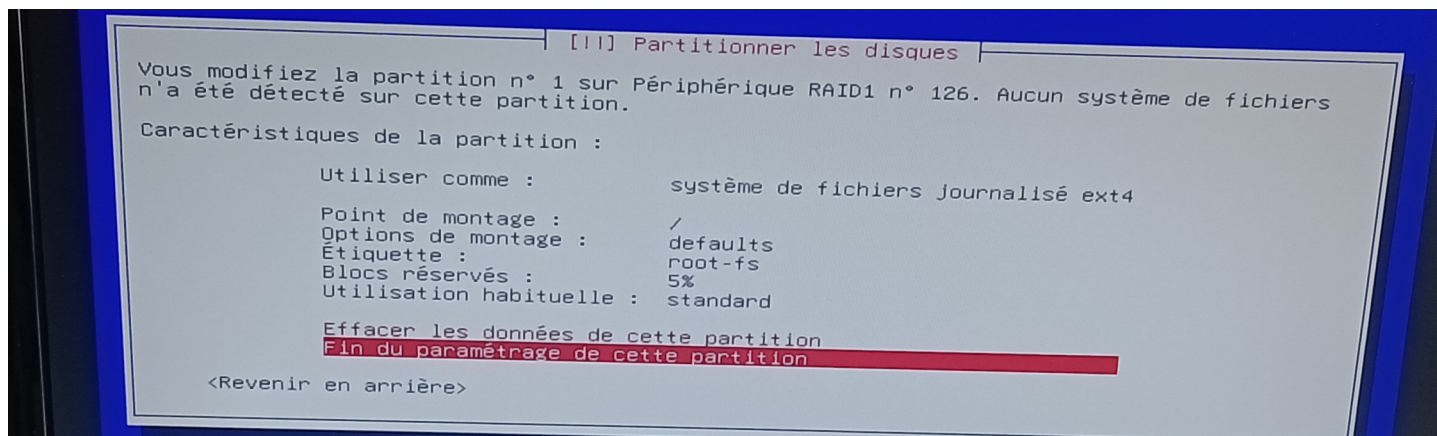 [!!] Partitionner les disques
Vous modifiez la partition n° 1 sur Périphérique RAID1 n° 126. Aucun système de fichiers
n'a été détecté sur cette partition.
Caractéristiques de la partition :
Utiliser comme : système de fichiers journalisé ext4
Point de montage : /
Options de montage : defaults
Étiquette : root-fs
Blocs réservés : 5%
Utilisation habituelle : standard
Effacer les données de cette partition
Fin du paramétrage de cette partition
<Revenir en arrière>